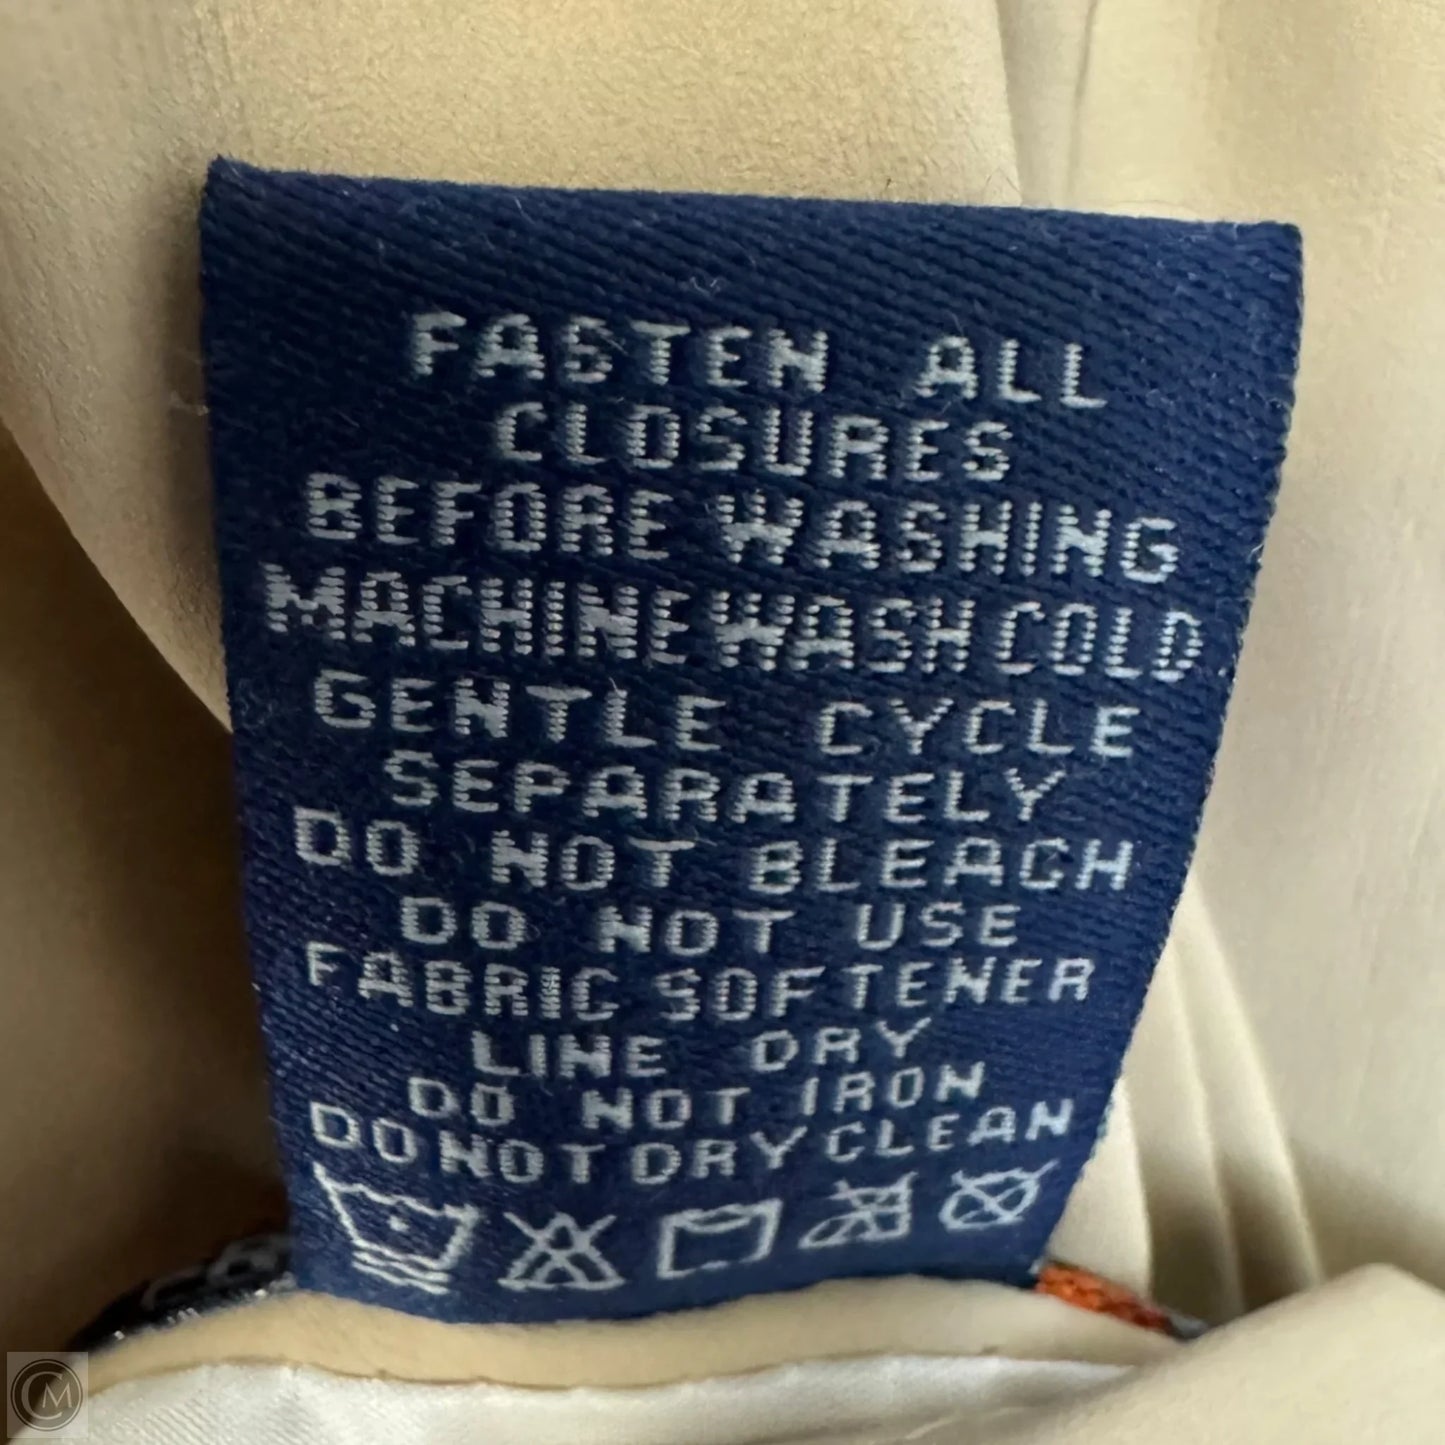 FASTEN ALL
CLOSURES
BEFORE WASHING
MACHINE WASH COLD
GENTLE CYCLE
SEPARATELY
DO NOT BLEACH
DO NOT USE
FABRIC SOFTENER
LINE DRY
DO NOT IRON
DO NOT DRY CLEAN
CM